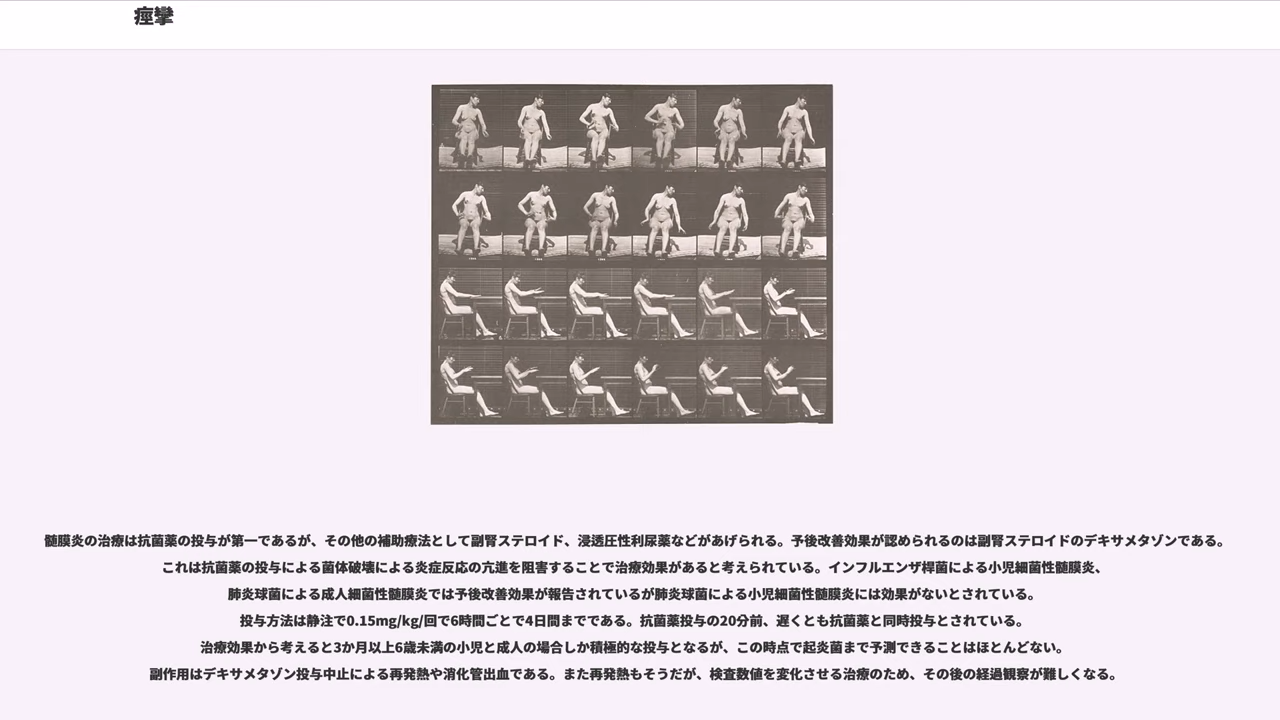 痙攣
髄膜炎の治療は抗菌薬の投与が第一であるが、その他の補助療法として副腎ステロイド、浸透圧性利尿薬などがあげられる。予後改善効果が認められるのは副腎ステロイドのデキサメタゾンである。
これは抗菌薬の投与による菌体破壊による炎症反応の亢進を阻害することで治療効果があると考えられている。インフルエンザ桿菌による小児細菌性髄膜炎、
肺炎球菌による成人細菌性髄膜炎では予後改善効果が報告されているが肺炎球菌による小児細菌性髄膜炎には効果がないとされている。
投与方法は静注で0.15mg/kg/回で6時間ごとで4日間までである。抗菌薬投与の20分前、遅くとも抗菌薬と同時投与とされている。
治療効果から考えると3か月以上6歳未満の小児と成人の場合しか積極的な投与とならるが、この時点で起炎菌まで予測できることはほとんどない。
副作用はデキサメタゾン投与中止による再発熱や消化管出血である。また再発熱もそうだが、検査数値を変化させる治療のため、その後の経過観察が難しくなる。